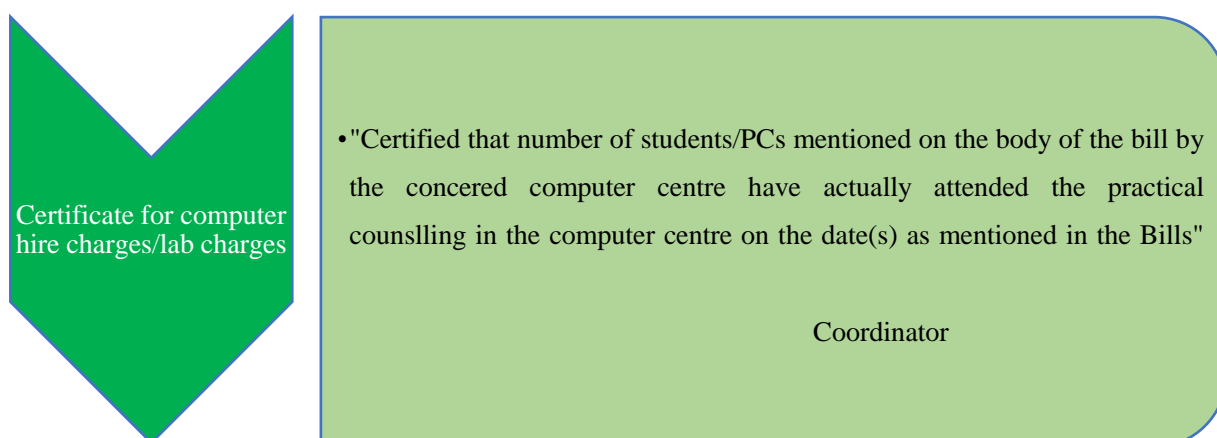 Certificate for computer
hire charges/lab charges
•"Certified that number of students/PCs mentioned on the body of the bill by
the concered computer centre have actually attended the practical
counslling in the computer centre on the date(s) as mentioned in the Bills"
Coordinator